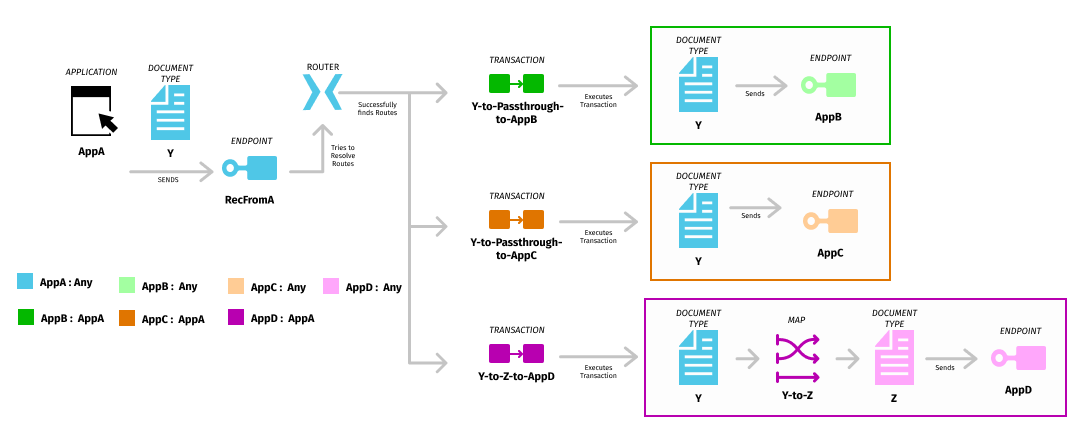 APPLICATION
AppA
DOCUMENT
TYPE
Y
SENDS
ENDPOINT
RecFromA
ROUTER
Tries to
Resolve
Routes
Successfully
finds Routes
TRANSACTION
Y-to-Passthrough-
to-AppB
Executes
Transaction
DOCUMENT
TYPE
Y
Sends
ENDPOINT
AppB
TRANSACTION
Y-to-Passthrough-
to-AppC
Executes
Transaction
DOCUMENT
TYPE
Y
Sends
ENDPOINT
AppC
TRANSACTION
Y-to-Z-to-AppD
Executes
Transaction
DOCUMENT
TYPE
Y
MAP
Y-to-Z
DOCUMENT
TYPE
Z
Sends
ENDPOINT
AppD
AppA : Any
AppB : Any
AppC : Any
AppD : Any
AppB : AppA
AppC : AppA
AppD : AppA